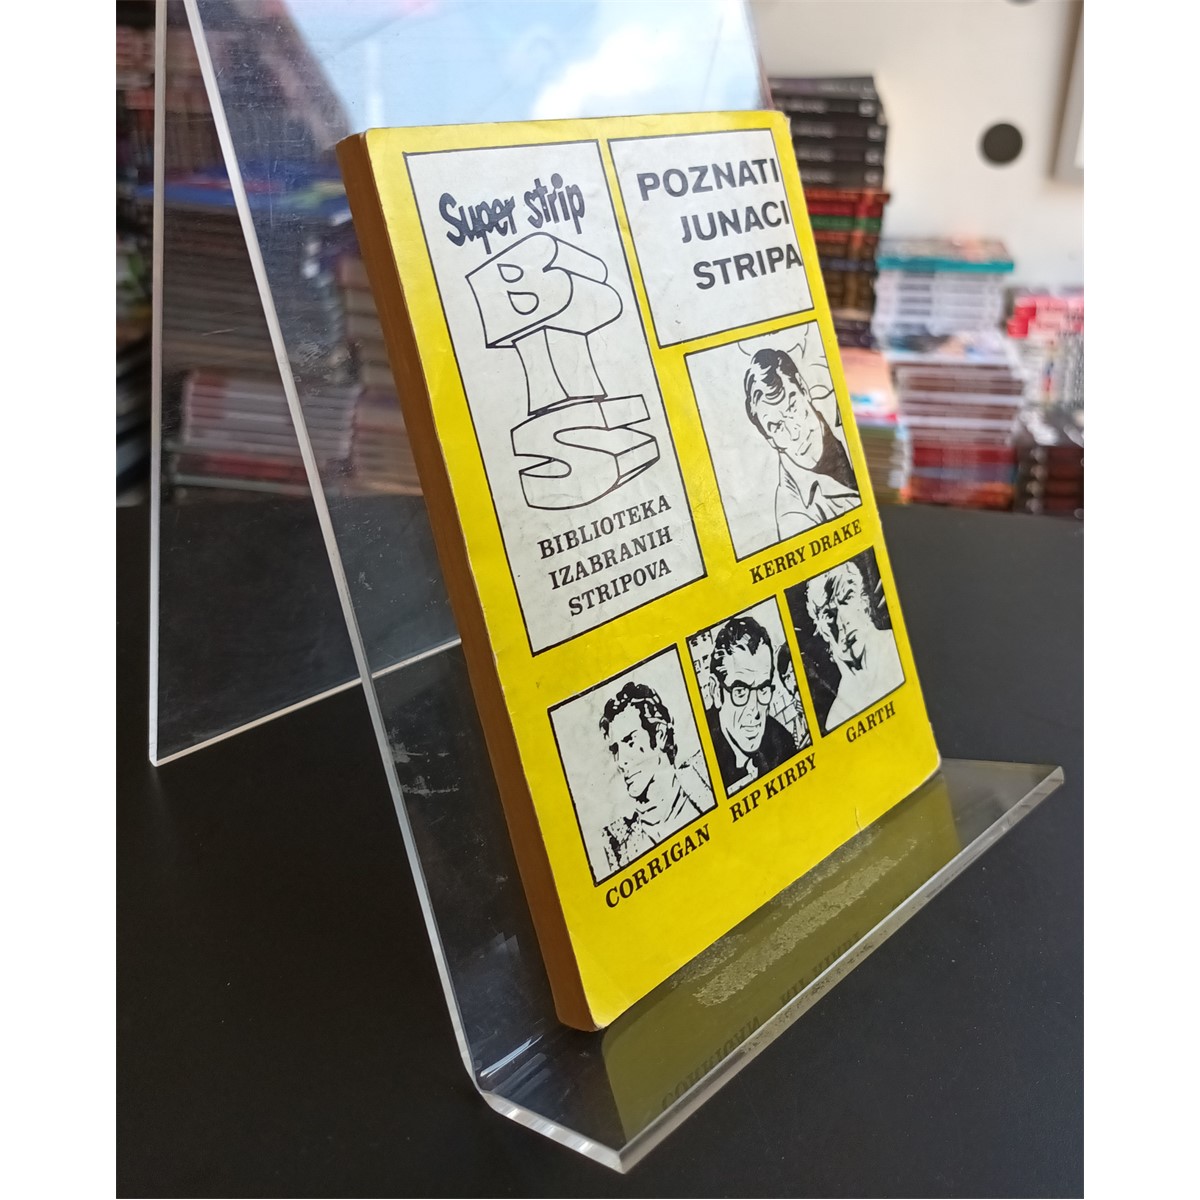 Super strip
BIS
BIBLIOTEKA
IZABRANIH
STRIPOVA
POZNATI
JUNACI
STRIPA
KERRY DRAKE
CORRIGAN
RIP KIRBY
GARTH